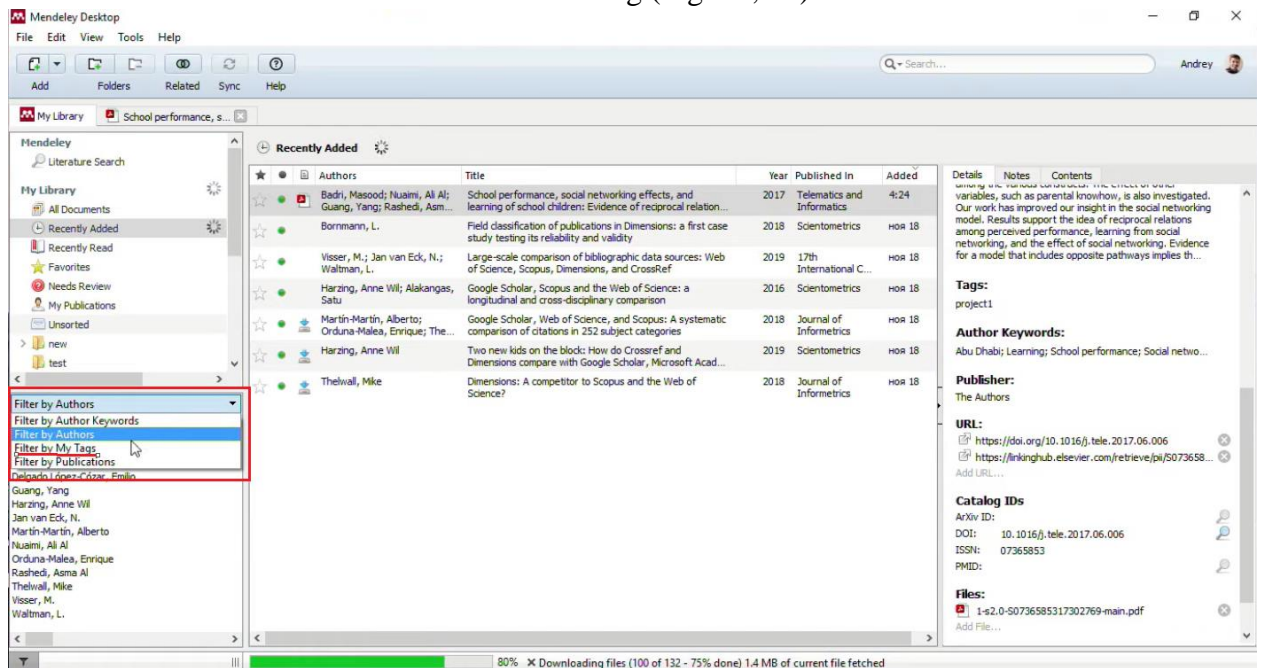 Mendeley Desktop
File Edit View Tools Help
Search...
Andrey
Add Folders Related Sync Help
My Library
School performance, s...
Mendeley
Literature Search
My Library
All Documents
Recently Added
Recently Read
Favorites
Needs Review
My Publications
Unsorted
new
test
Filter by Authors
Filter by Author Keywords
Filter by Authors
Filter by My Tags
Filter by Publications
Delgado López-Cózar, Emilio
Guang, Yang
Harzing, Anne Wil
Jan van Eck, N.
Martín-Martín, Alberto
Nuaimi, Ali Al
Orduna-Malea, Enrique
Rashedi, Asma Al
Thelwall, Mike
Visser, M.
Waltman, L.
Recently Added
Authors Title Year Published In Added
Badri, Masood; Nuaimi, Ali Al; School performance, social networking effects, and 2017 Telematics and 4:24
Guang, Yang; Rashedi, Asm... learning of school children: Evidence of reciprocal relation... Informatics
Bornmann, L. Field classification of publications in Dimensions: a first case 2018 Scientometrics ноя 18
study testing its reliability and validity
Visser, M.; Jan van Eck, N.; Large-scale comparison of bibliographic data sources: Web 2019 17th ноя 18
Waltman, L. of Science, Scopus, Dimensions, and CrossRef International C...
Harzing, Anne Wil; Alakangas, Google Scholar, Scopus and the Web of Science: a 2016 Scientometrics ноя 18
Satu longitudinal and cross-disciplinary comparison
Martín-Martín, Alberto; Google Scholar, Web of Science, and Scopus: A systematic 2018 Journal of ноя 18
Orduna-Malea, Enrique; The... comparison of citations in 252 subject categories Informetrics
Harzing, Anne Wil Two new kids on the block: How do Crossref and 2019 Scientometrics ноя 18
Dimensions compare with Google Scholar, Microsoft Acad...
Thelwall, Mike Dimensions: A competitor to Scopus and the Web of 2018 Journal of ноя 18
Science? Informetrics
Details Notes Contents
variables, such as parental knowhow, is also investigated.
Our work has improved our insight in the social networking
model. Results support the idea of reciprocal relations
among perceived performance, learning from social
networking, and the effect of social networking. Evidence
for a model that includes opposite pathways implies th...
Tags:
project1
Author Keywords:
Abu Dhabi; Learning; School performance; Social netwo...
Publisher:
The Authors
URL:
https://doi.org/10.1016/j.tele.2017.06.006
https://linkinghub.elsevier.com/retrieve/pii/S073658...
Add URL...
Catalog IDs
ArXiv ID:
DOI: 10.1016/j.tele.2017.06.006
ISSN: 07365853
PMID:
Files:
1-s2.0-S0736585317302769-main.pdf
Add File...
80% Downloading files (100 of 132 - 75% done) 1.4 MB of current file fetched